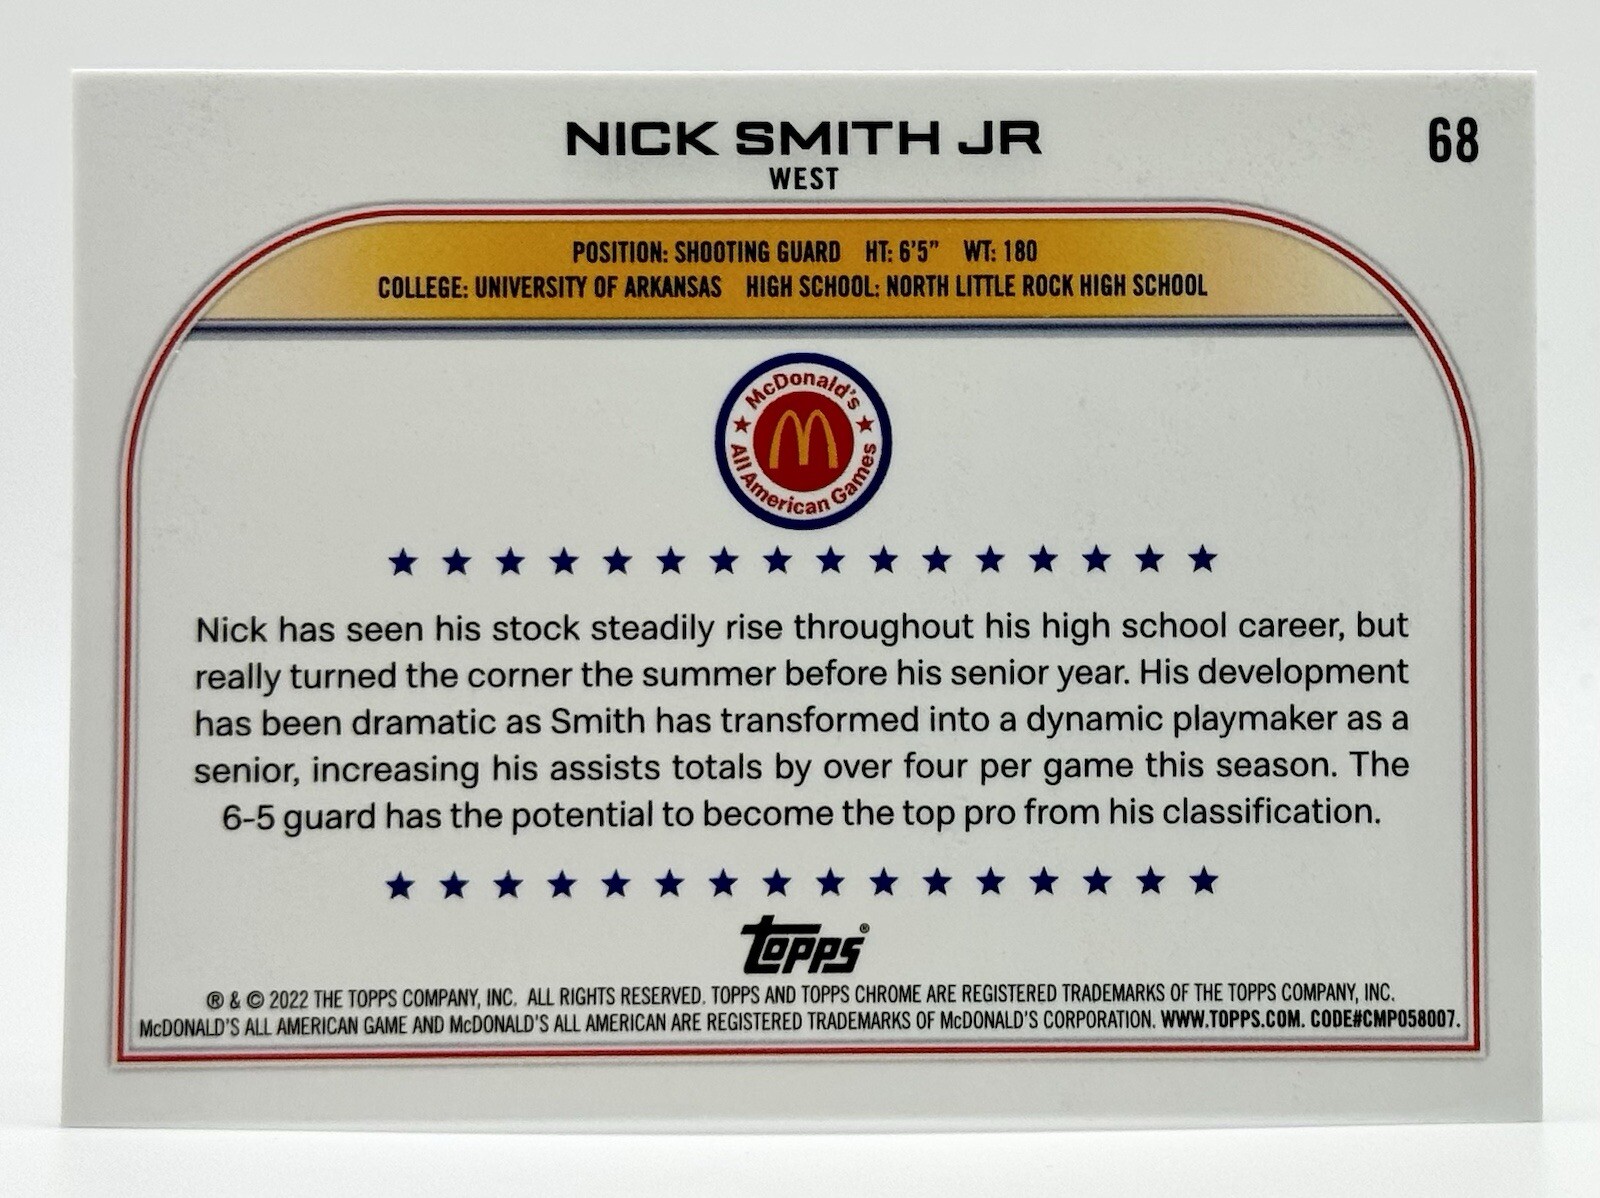 NICK SMITH JR
68
WEST
POSITION: SHOOTING GUARD HT: 6'5" WT: 180
COLLEGE: UNIVERSITY OF ARKANSAS HIGH SCHOOL: NORTH LITTLE ROCK HIGH SCHOOL
McDonald's
M
All American Games
Nick has seen his stock steadily rise throughout his high school career, but
really turned the corner the summer before his senior year. His development
has been dramatic as Smith has transformed into a dynamic playmaker as a
senior, increasing his assists totals by over four per game this season. The
6-5 guard has the potential to become the top pro from his classification.
topps®
® & © 2022 THE TOPPS COMPANY, INC. ALL RIGHTS RESERVED. TOPPS AND TOPPS CHROME ARE REGISTERED TRADEMARKS OF THE TOPPS COMPANY, INC.
McDONALD'S ALL AMERICAN GAME AND McDONALD'S ALL AMERICAN ARE REGISTERED TRADEMARKS OF McDONALD'S CORPORATION. WWW.TOPPS.COM. CODE#CMP058007.